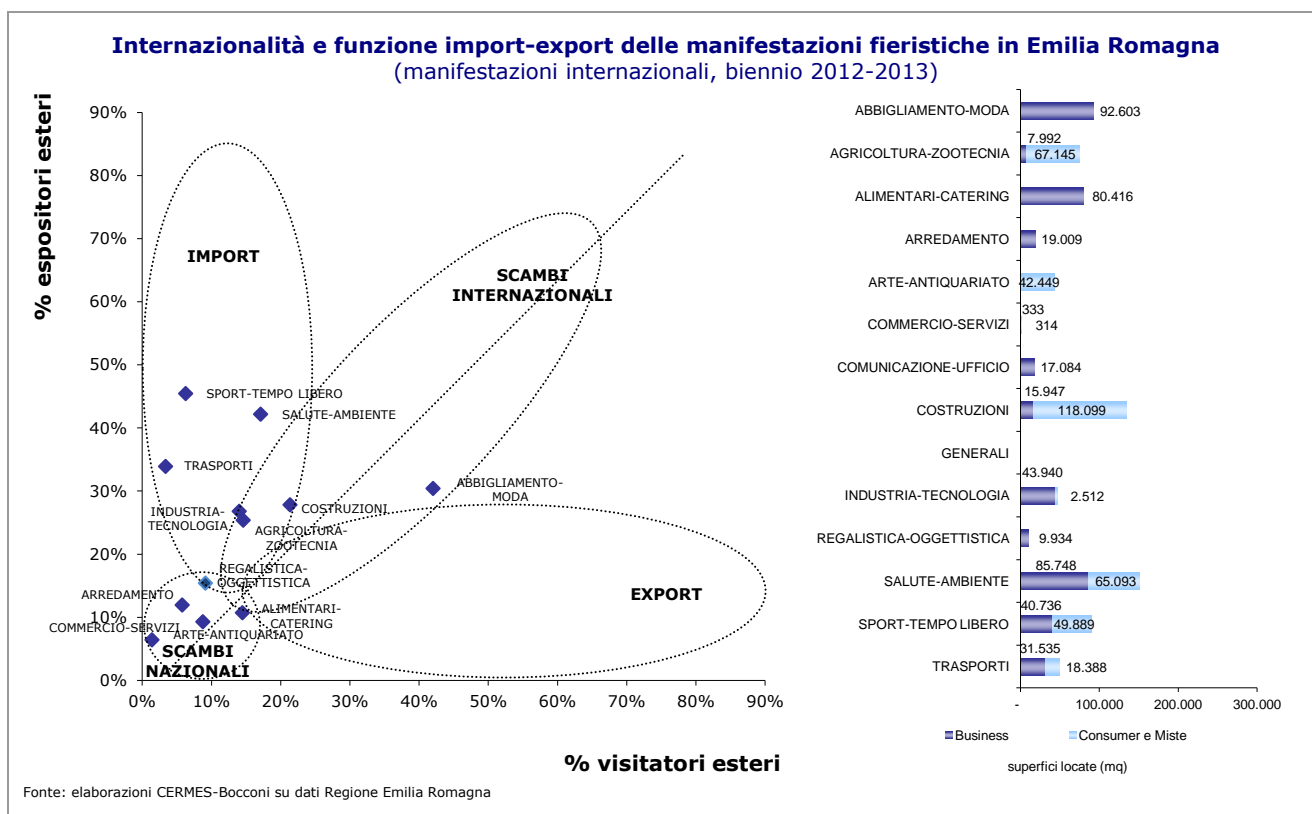 Internazionalità e funzione import-export delle manifestazioni fieristiche in Emilia Romagna
(manifestazioni internazionali, biennio 2012-2013)
% espositori esteri
90%
80%
70%
60%
50%
40%
30%
20%
10%
0%
IMPORT
SCAMBI
INTERNAZIONALI
SPORT-TEMPO LIBERO
SALUTE-AMBIENTE
TRASPORTI
ABBIGLIAMENTO-
MODA
INDUSTRIA-
TECNOLOGIA
COSTRUZIONI
AGRICOLTURA-
ZOOTECNIA
REGALISTICA-
OGGETTISTICA
EXPORT
ARREDAMENTO
ALIMENTARI-
CATERING
COMMERCIO-SERVIZI
ARTE-ANTIQUARIATO
SCAMBI
NAZIONALI
0%
10%
20%
30%
40%
50%
60%
70%
80%
90%
% visitatori esteri
ABBIGLIAMENTO-MODA
92.603
7.992
AGRICOLTURA-ZOOTECNIA
67.145
ALIMENTARI-CATERING
80.416
ARREDAMENTO
19.009
ARTE-ANTIQUARIATO
42.449
333
COMMERCIO-SERVIZI
314
COMUNICAZIONE-UFFICIO
17.084
15.947
COSTRUZIONI
118.099
GENERALI
43.940
INDUSTRIA-TECNOLOGIA
2.512
REGALISTICA-OGGETTISTICA
9.934
85.748
SALUTE-AMBIENTE
65.093
40.736
SPORT-TEMPO LIBERO
49.889
31.535
TRASPORTI
18.388
-
100.000
200.000
300.000
Business
Consumer e Miste
superfici locate (mq)
Fonte: elaborazioni CERMES-Bocconi su dati Regione Emilia Romagna